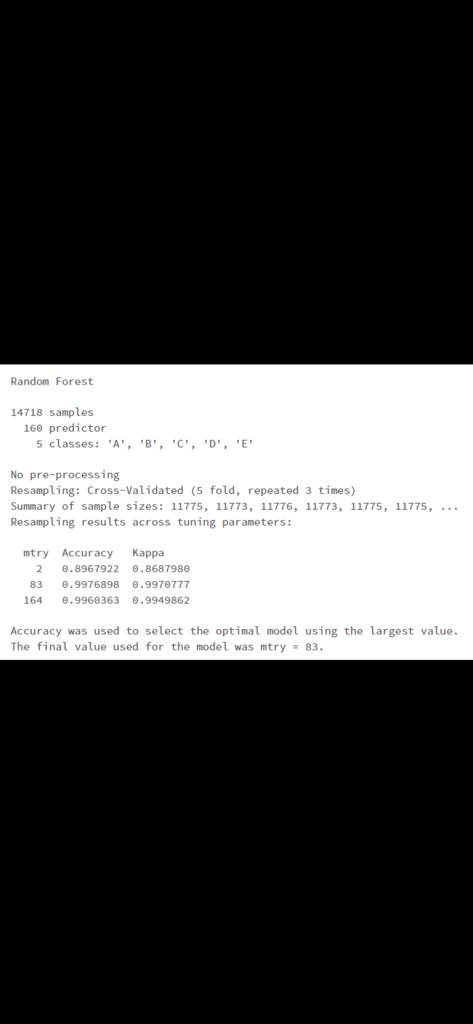 Random Forest
14718 samples
160 predictor
5 classes: 'A', 'B', 'C', 'D', 'E'
No pre-processing
Resampling: Cross-Validated (5 fold, repeated 3 times)
Summary of sample sizes: 11775, 11773, 11776, 11773, 11775, 11775, ...
Resampling results across tuning parameters:
mtry Accuracy Kappa
2 0.8967922 0.8687980
83 0.9976898 0.9970777
164 0.9960363 0.9949862
Accuracy was used to select the optimal model using the largest value.
The final value used for the model was mtry = 83.